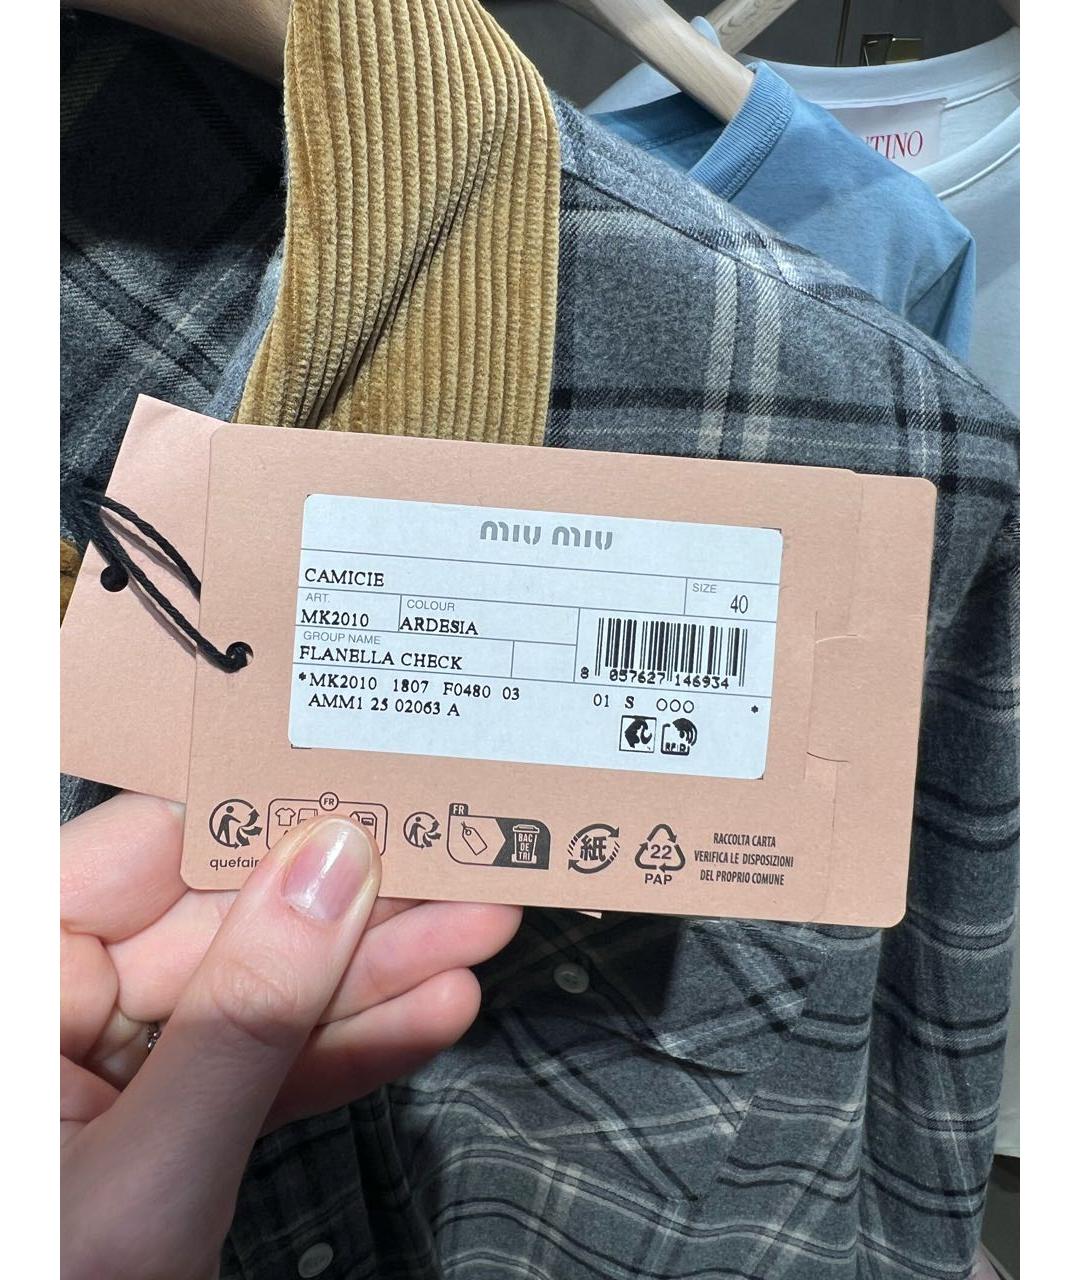 TINO
miu miu
CAMICIE
SIZE
40
ART.
MK2010
COLOUR
ARDESIA
GROUP NAME
FLANELLA CHECK
8 057627 146934
*MK2010 1807 F0480 03
01 S 000 *
AMM1 25 02063 A
RFID
quefair
FR
FR
BAC
DE
TRI
紙
22
PAP
RACCOLTA CARTA
VERIFICA LE DISPOSIZIONI
DEL PROPRIO COMUNE